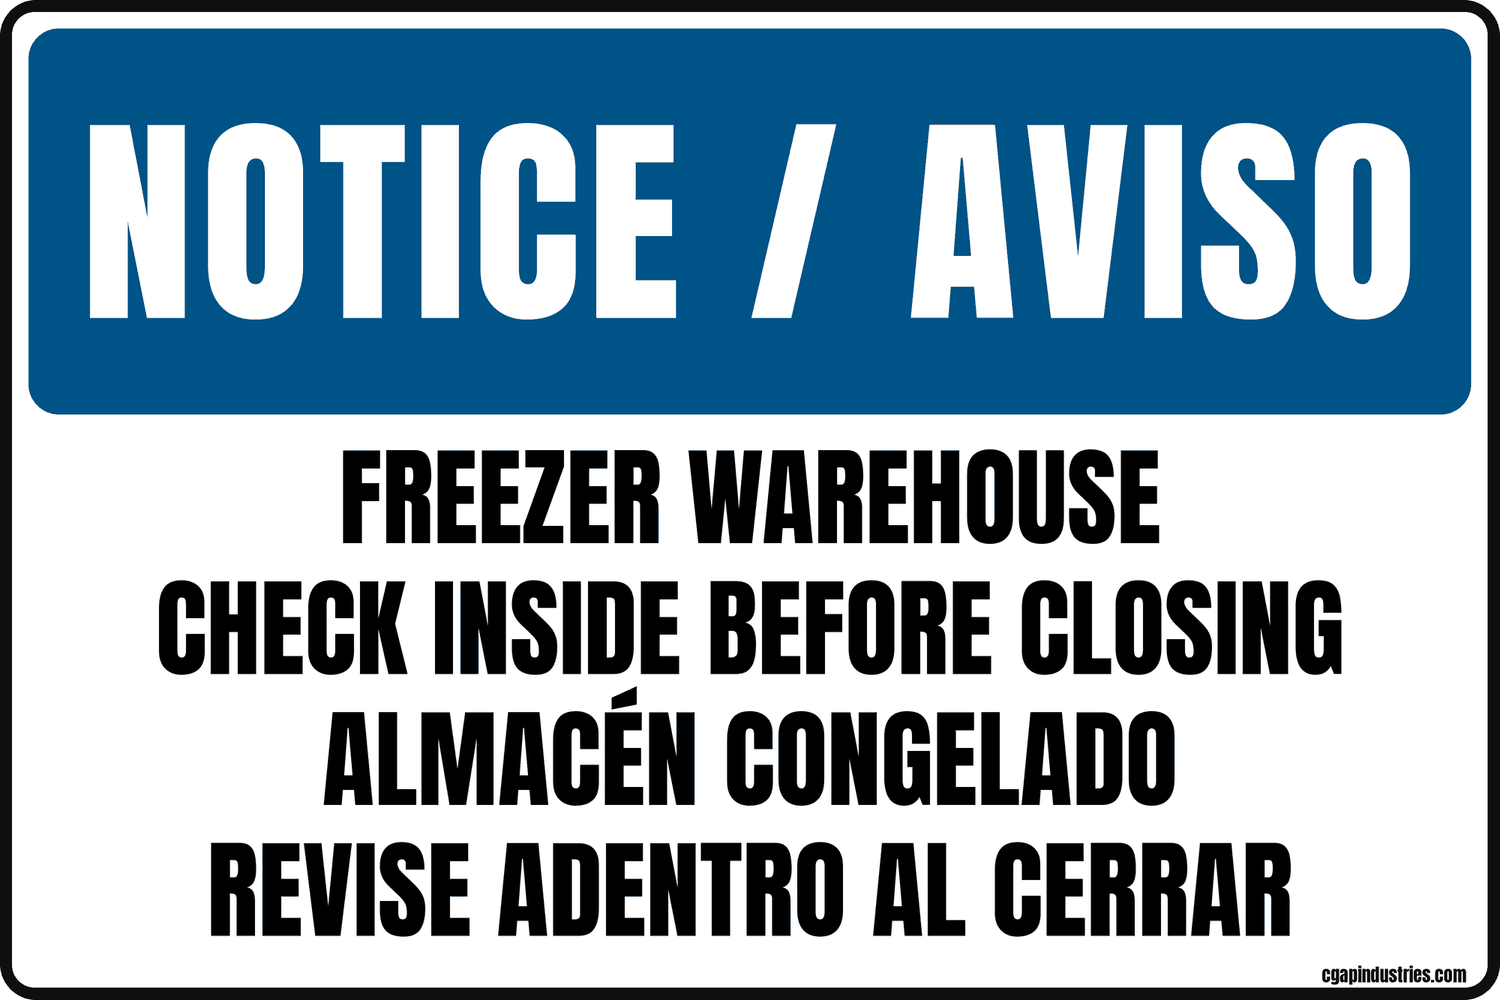 NOTICE / AVISO
FREEZER WAREHOUSE
CHECK INSIDE BEFORE CLOSING
ALMACÉN CONGELADO
REVISE ADENTRO AL CERRAR
cgapindustries.com